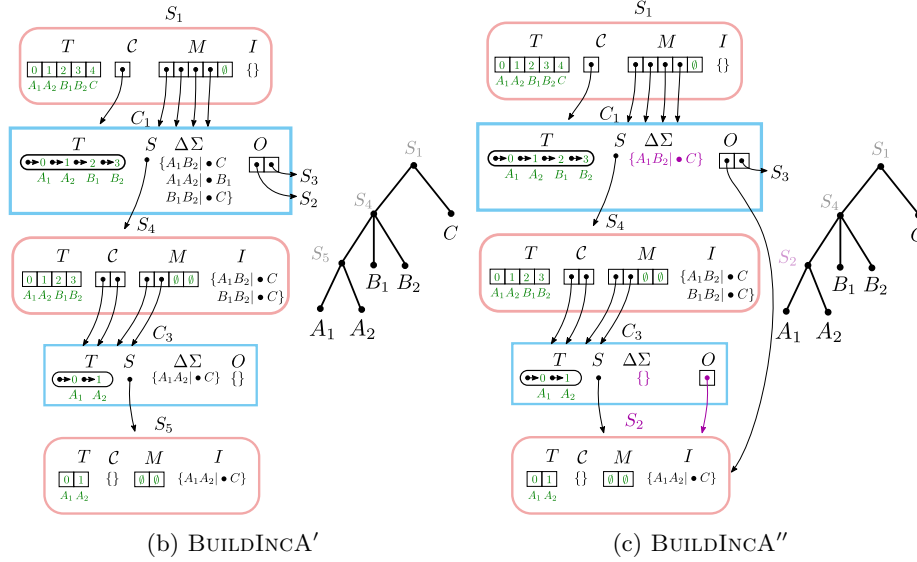 S₁
T C M I
0 1 2 3 4 ∅ {}
A₁ A₂ B₁ B₂ C
C₁
T S ΔΣ O
0 1 2 3 {A₁B₂| • C
A₁ A₂ B₁ B₂ A₁A₂| • B₁
B₁B₂| • C}
S₃
S₂
S₄
T C M I
0 1 2 3 ∅ ∅ {A₁B₂| • C
A₁ A₂ B₁ B₂ B₁B₂| • C}
C₃
T S ΔΣ O
0 1 {A₁A₂| • C} {}
A₁ A₂
S₅
T C M I
0 1 {} ∅ ∅ {A₁A₂| • C}
A₁ A₂
S₁
S₄
C
S₅
B₁ B₂
A₁ A₂
(b) BUILDINCA′
S₁
T C M I
0 1 2 3 4 ∅ {}
A₁ A₂ B₁ B₂ C
C₁
T S ΔΣ O
0 1 2 3 {A₁B₂| • C}
A₁ A₂ B₁ B₂
S₃
S₄
T C M I
0 1 2 3 ∅ ∅ {A₁B₂| • C
A₁ A₂ B₁ B₂ B₁B₂| • C}
C₃
T S ΔΣ O
0 1 {}
A₁ A₂
S₂
T C M I
0 1 {} ∅ ∅ {A₁A₂| • C}
A₁ A₂
S₁
S₄
C
S₂
B₁ B₂
A₁ A₂
(c) BUILDINCA″